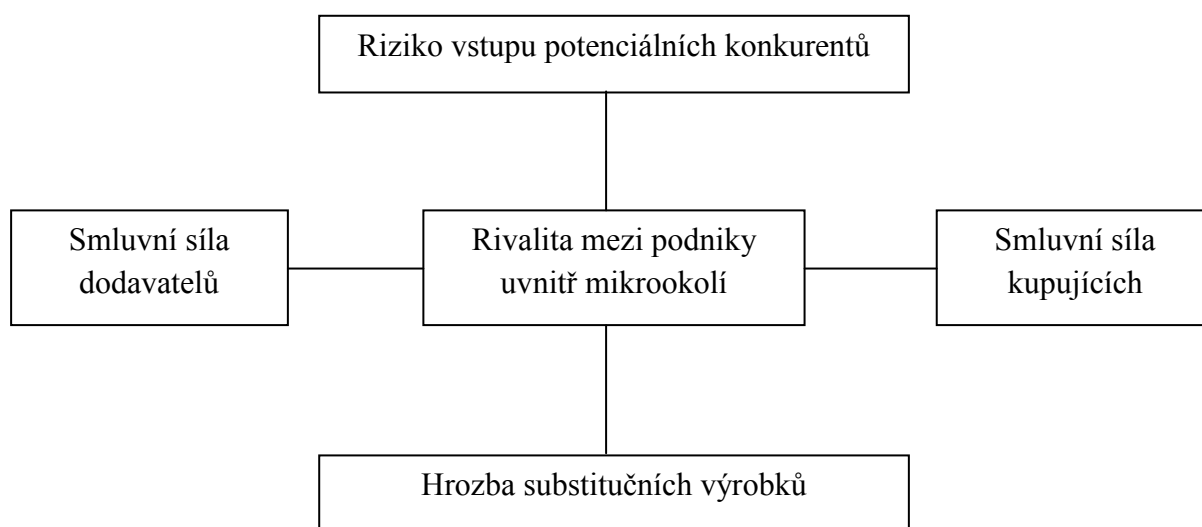 Riziko vstupu potenciálních konkurentů
Smluvní síla
dodavatelů
Rivalita mezi podniky
uvnitř mikrookolí
Smluvní síla
kupujících
Hrozba substitučních výrobků